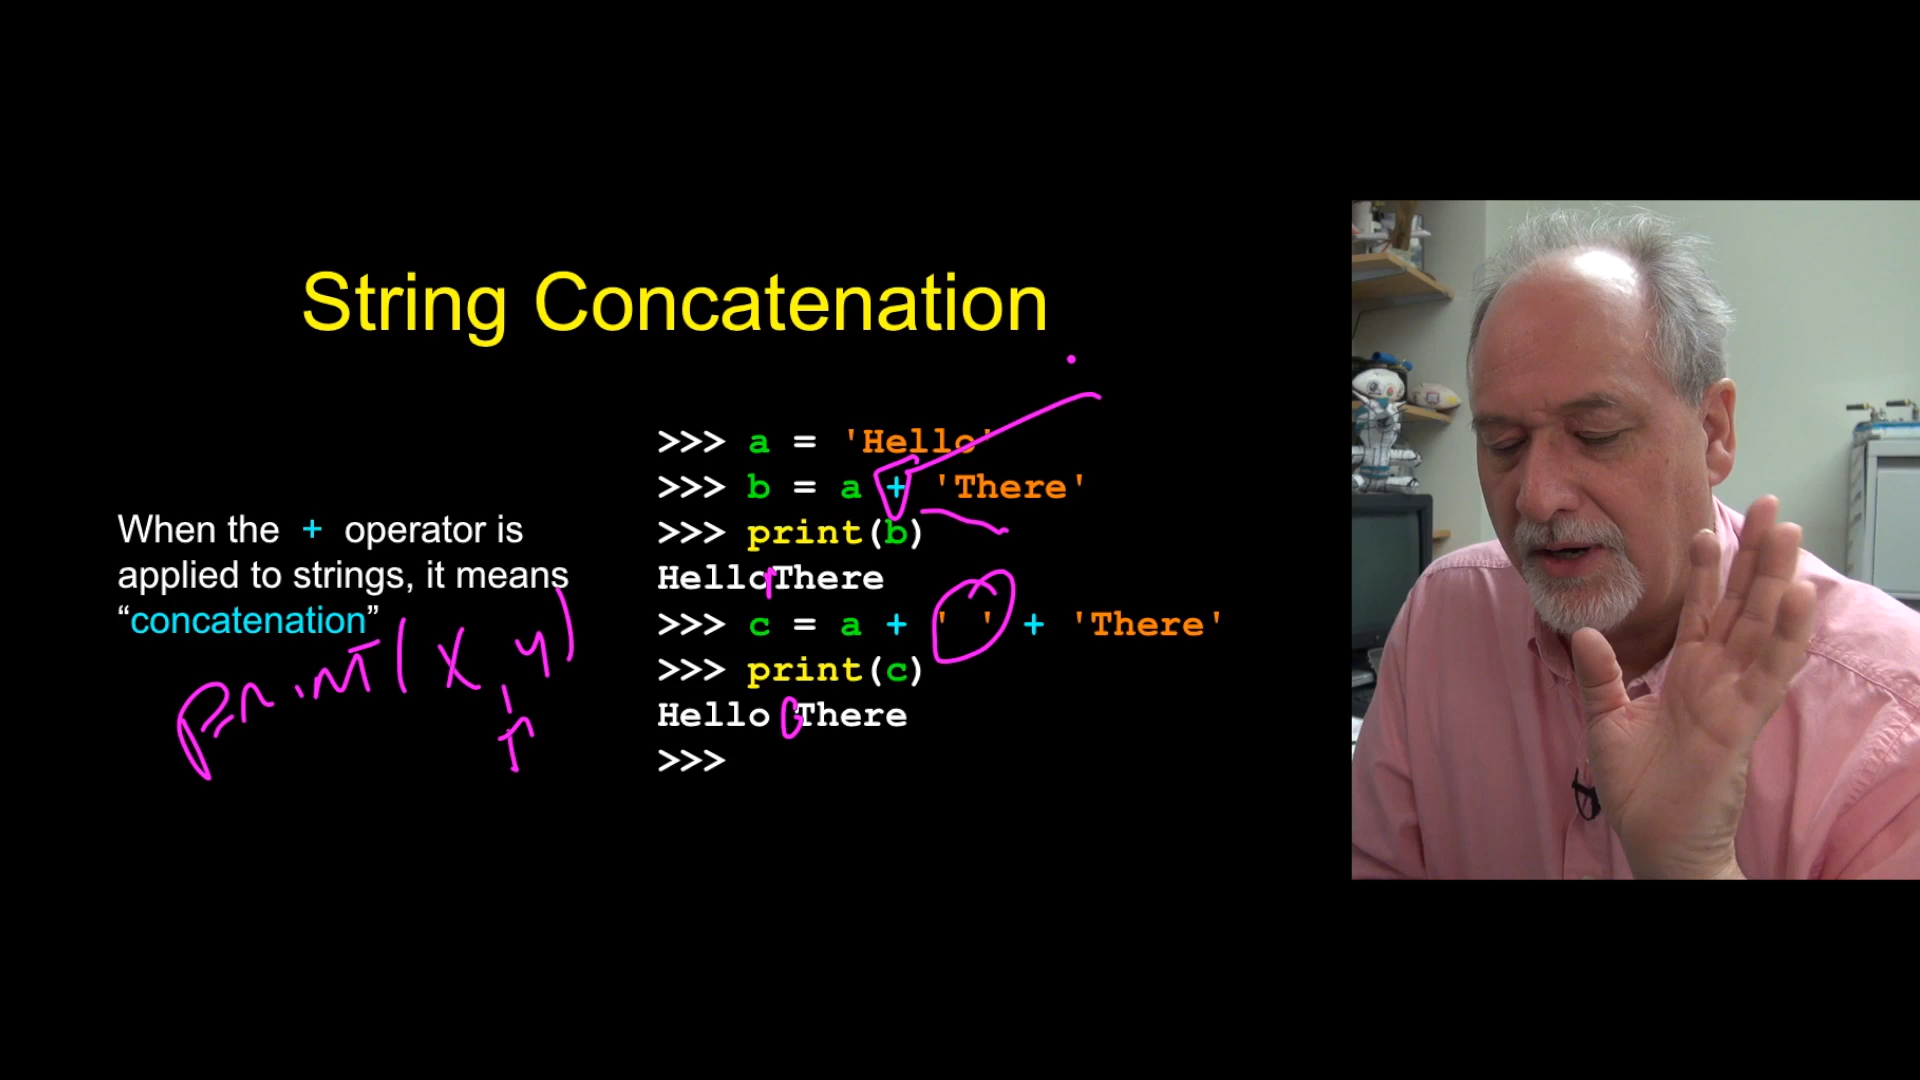 String Concatenation
When the + operator is
applied to strings, it means
“concatenation”
print(x,y)
>>> a = 'Hello'
>>> b = a + 'There'
>>> print(b)
HelloThere
>>> c = a + ' ' + 'There'
>>> print(c)
Hello There
>>>